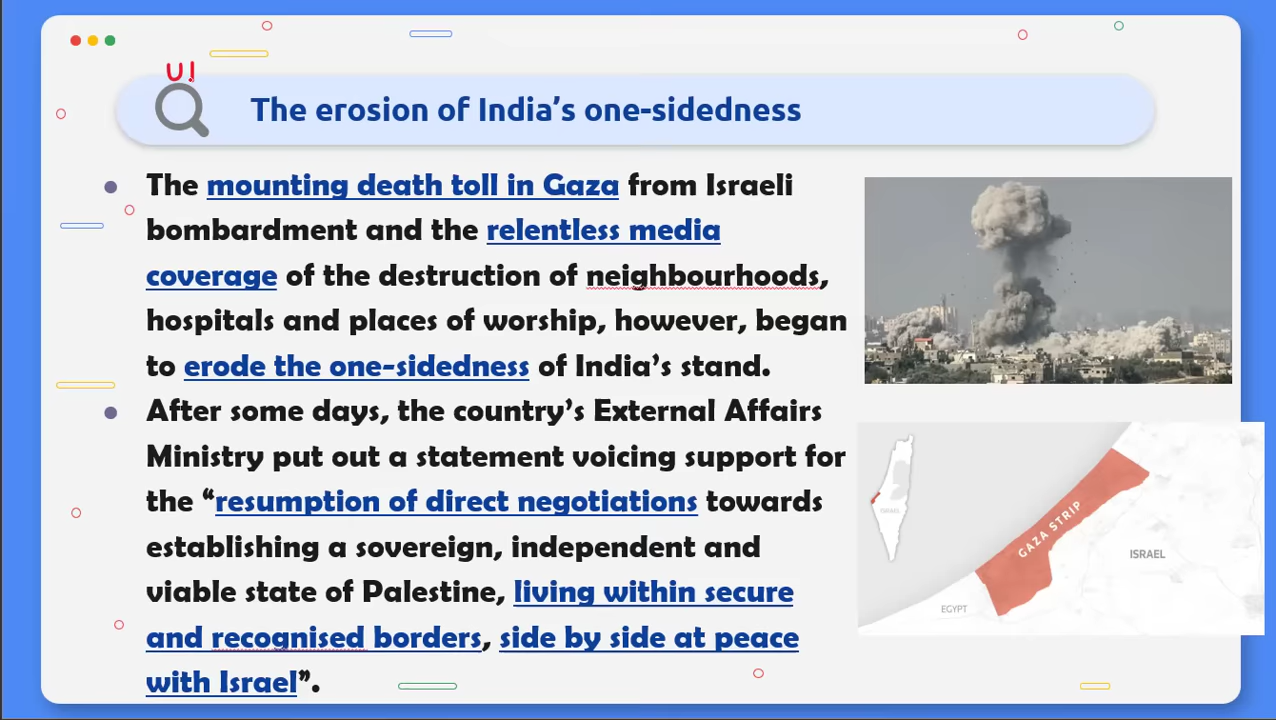 U!
The erosion of India's one-sidedness
The mounting death toll in Gaza from Israeli
bombardment and the relentless media
coverage of the destruction of neighbourhoods,
hospitals and places of worship, however, began
to erode the one-sidedness of India's stand.
After some days, the country's External Affairs
Ministry put out a statement voicing support for
the “resumption of direct negotiations towards
establishing a sovereign, independent and
viable state of Palestine, living within secure
and recognised borders, side by side at peace
with Israel”.
ISRAEL
GAZA STRIP
ISRAEL
EGYPT